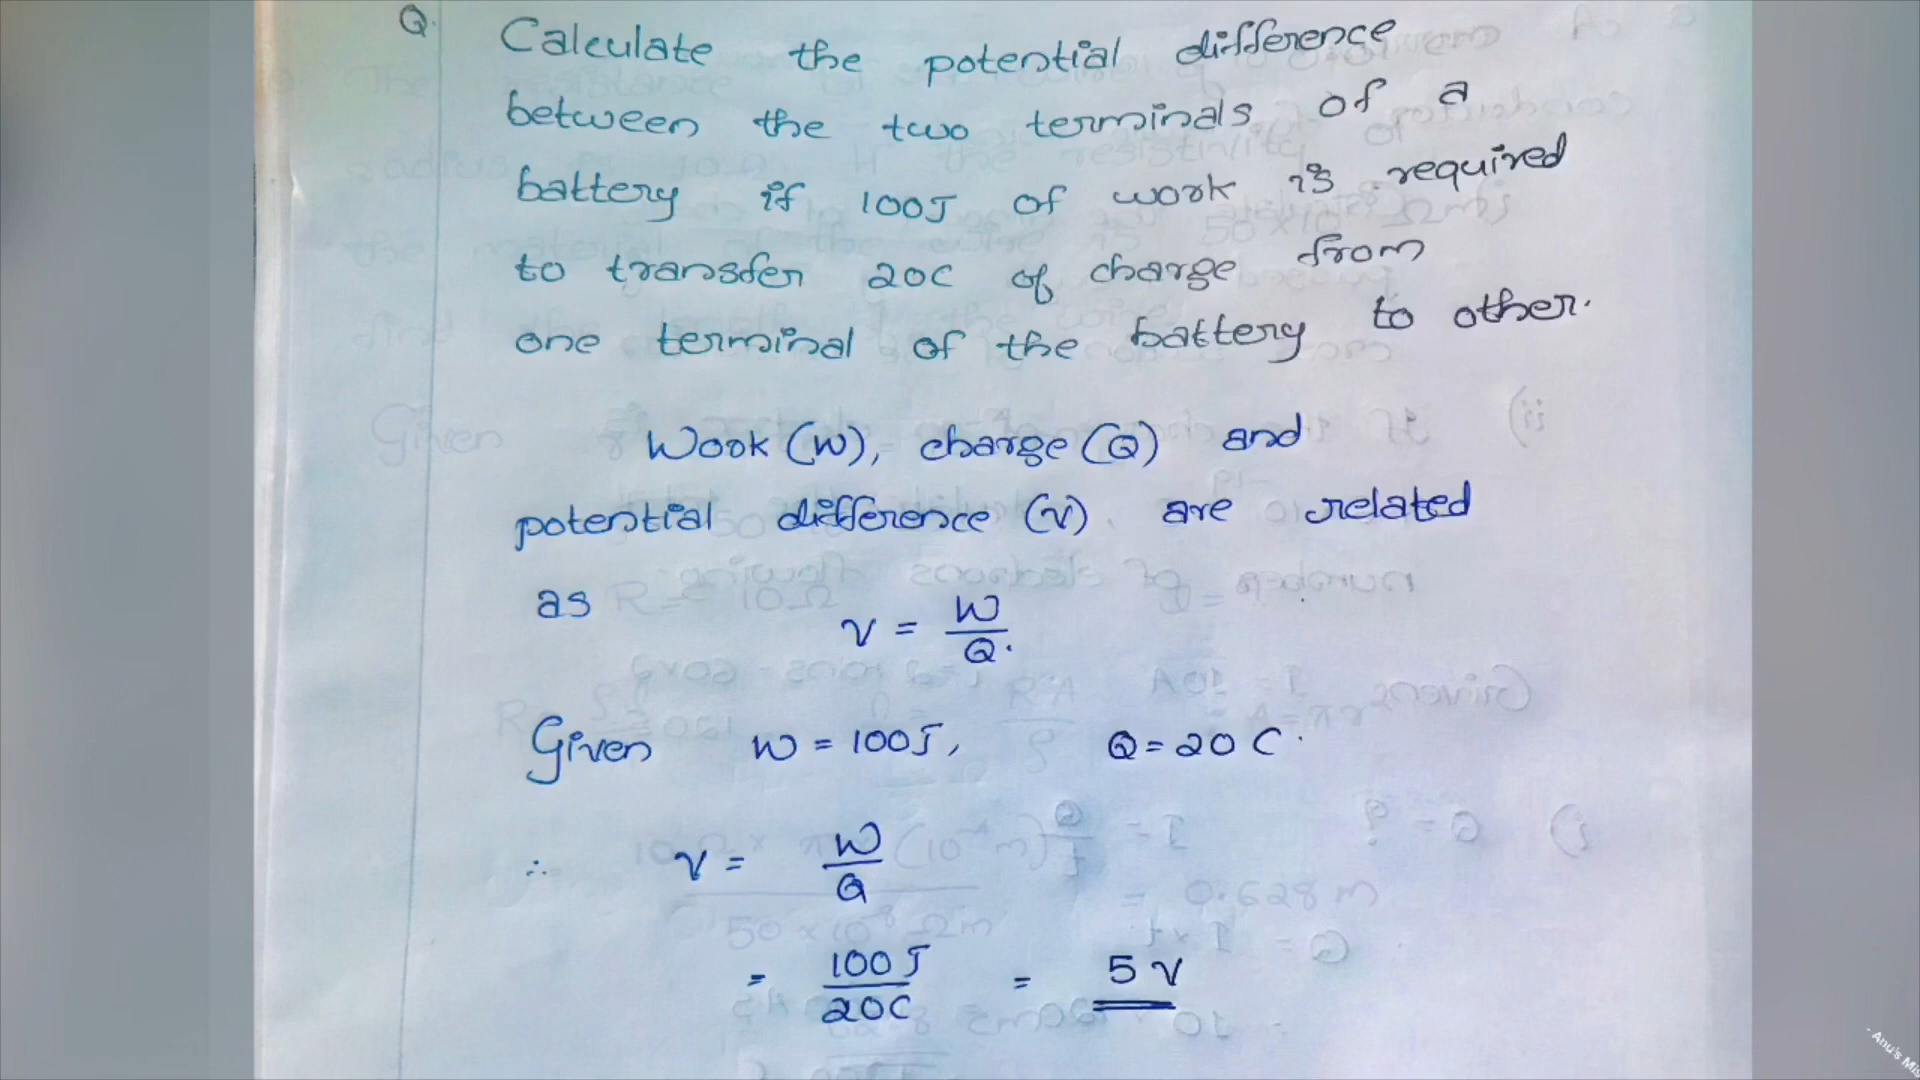 Q. Calculate the potential difference
between the two terminals of a
battery if 100J of work is required
to transfer 20C of charge from
one terminal of the battery to other.
Work (W), charge (Q) and
potential difference (V) are related
as
V = W/Q.
Given W = 100J, Q = 20 C.
∴ V = W/Q
= 100J/20C = 5 V